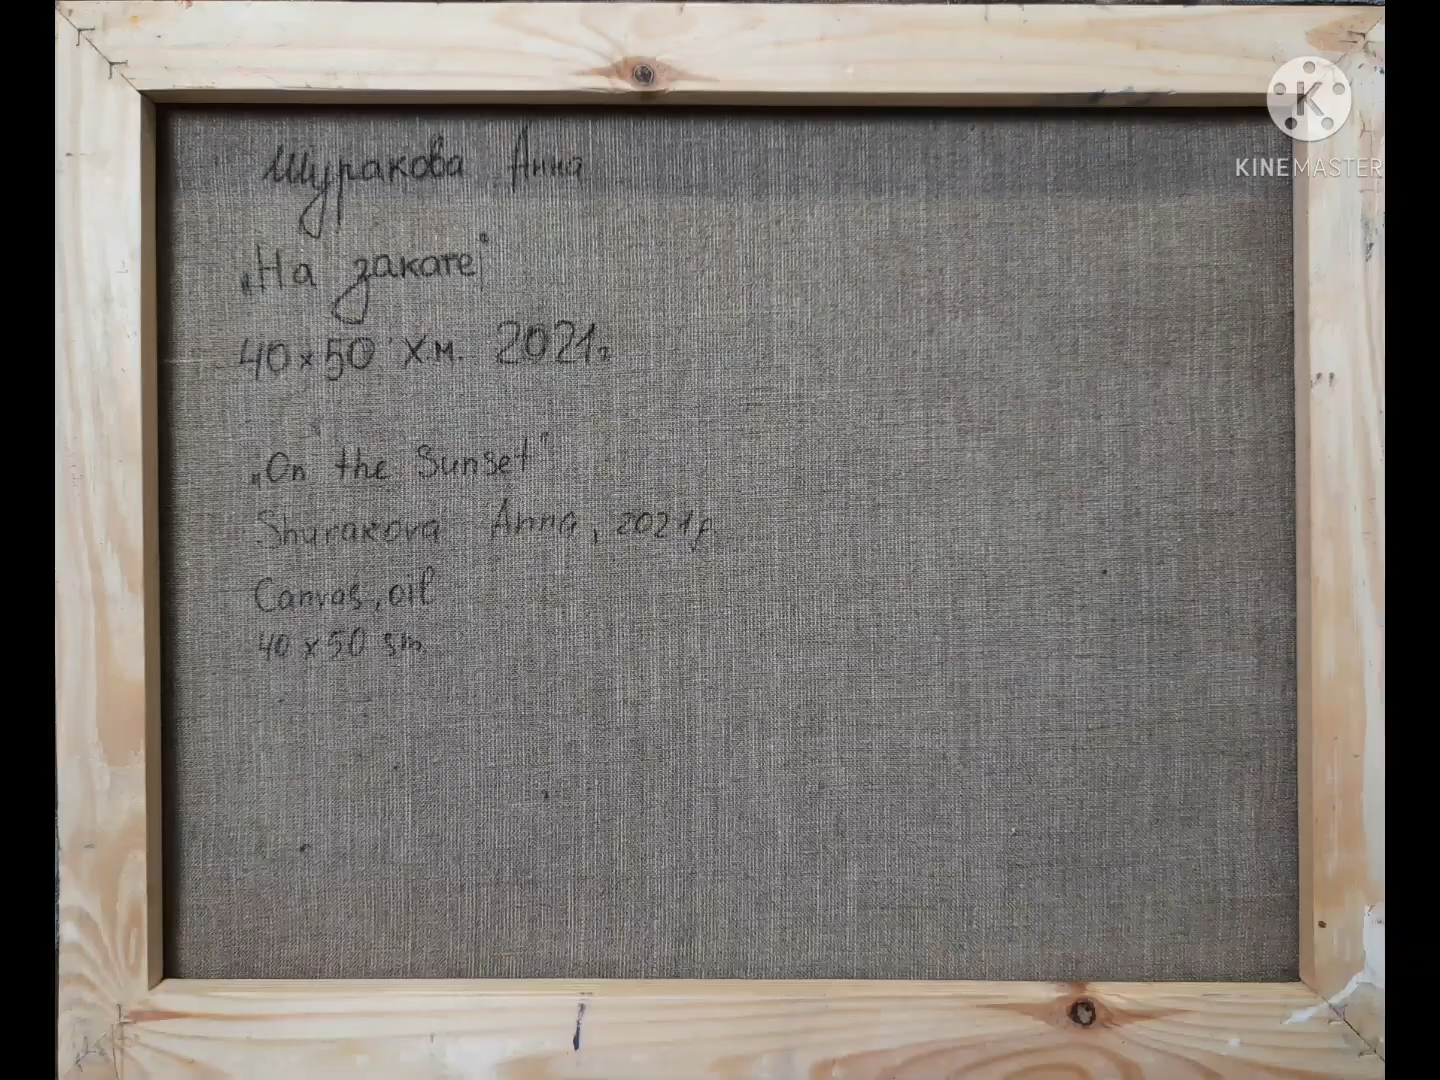 Шуракова Анна
„На закате"
40×50 х.м. 2021г
„On the Sunset"
Shurakova Anna, 2021г
Canvas, oil
40×50 sm
K
KINEMASTER